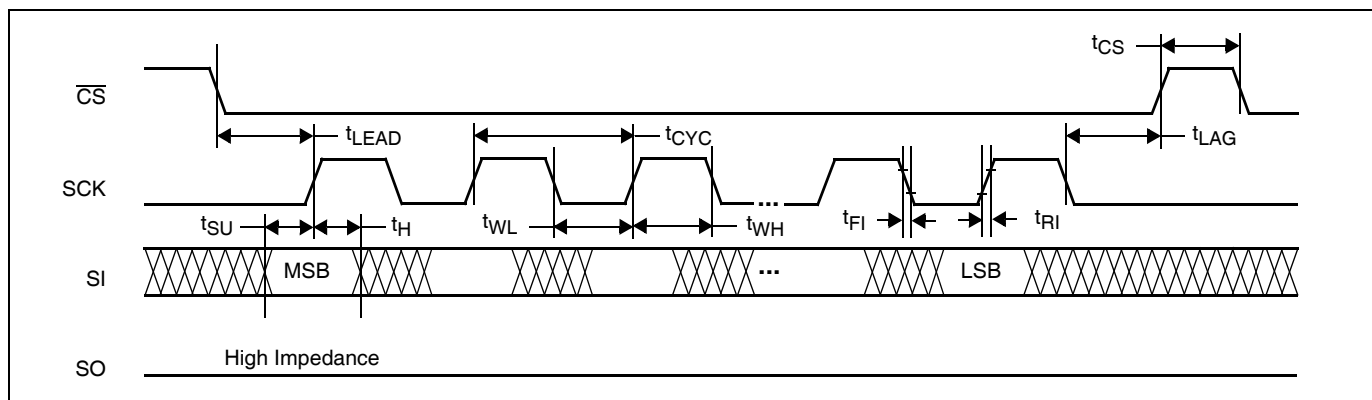 tCS
CS
tLEAD
tCYC
tLAG
SCK
...
tSU
tH
tWL
tWH
tFI
tRI
SI
MSB
...
LSB
High Impedance
SO